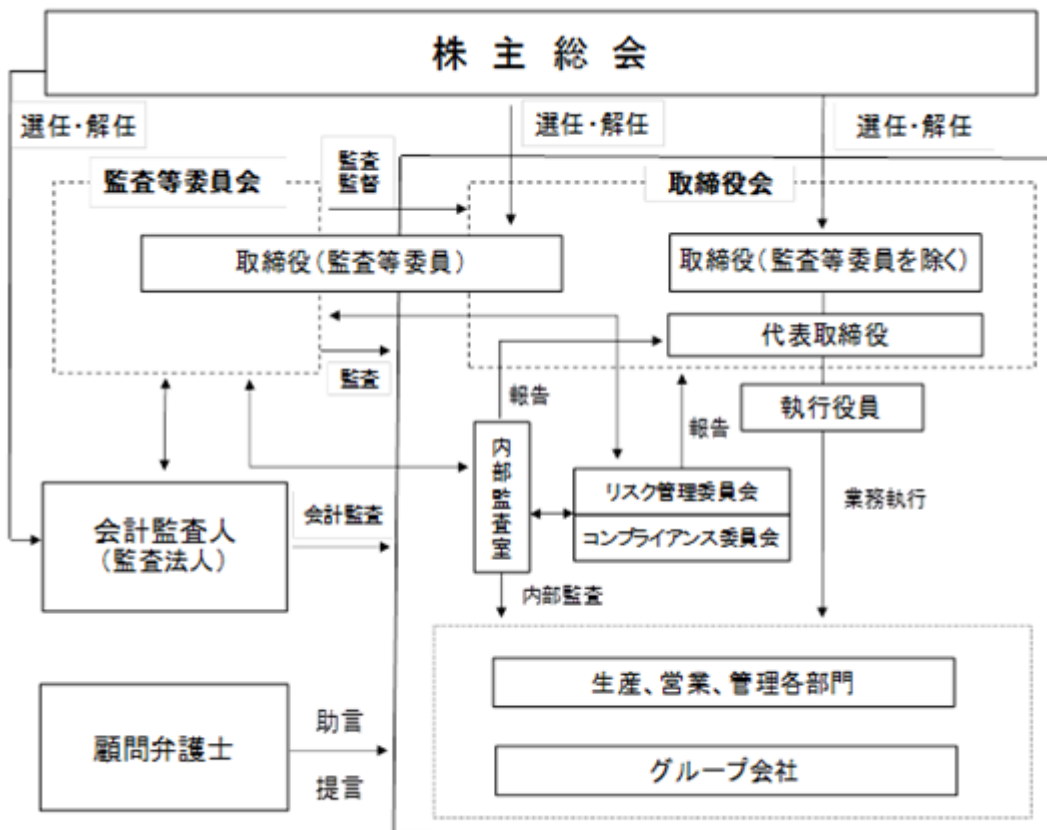 株主総会
選任・解任
選任・解任
選任・解任
監査等委員会
監査
監督
取締役会
取締役（監査等委員）
取締役（監査等委員を除く）
代表取締役
監査
報告
報告
執行役員
内部監査室
リスク管理委員会
コンプライアンス委員会
業務執行
会計監査人
（監査法人）
会計監査
内部監査
生産、営業、管理各部門
顧問弁護士
助言
提言
グループ会社